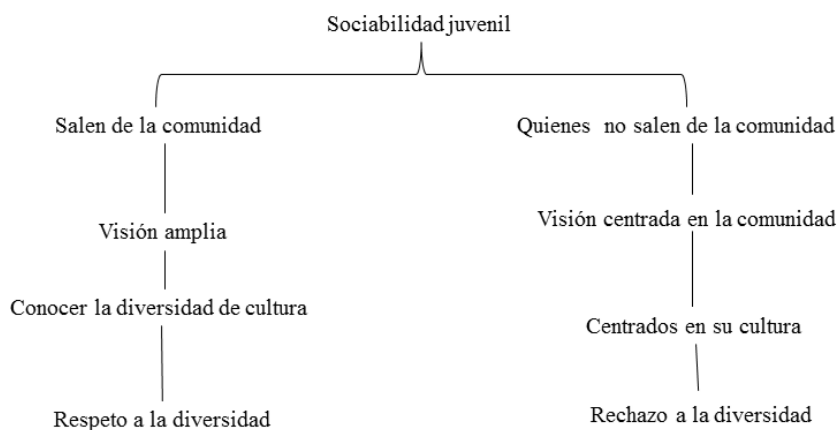 Sociabilidad juvenil
Salen de la comunidad
Quienes no salen de la comunidad
Visión amplia
Visión centrada en la comunidad
Conocer la diversidad de cultura
Centrados en su cultura
Respeto a la diversidad
Rechazo a la diversidad